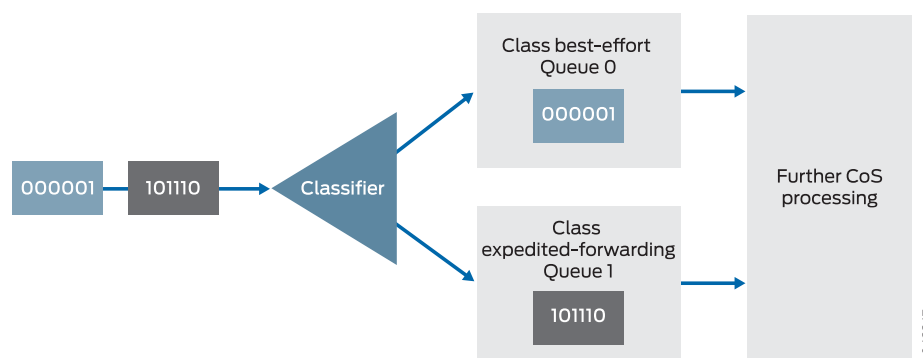 Class best-effort
Queue 0
000001
000001
101110
Classifier
Further CoS
processing
Class
expedited-forwarding
Queue 1
101110